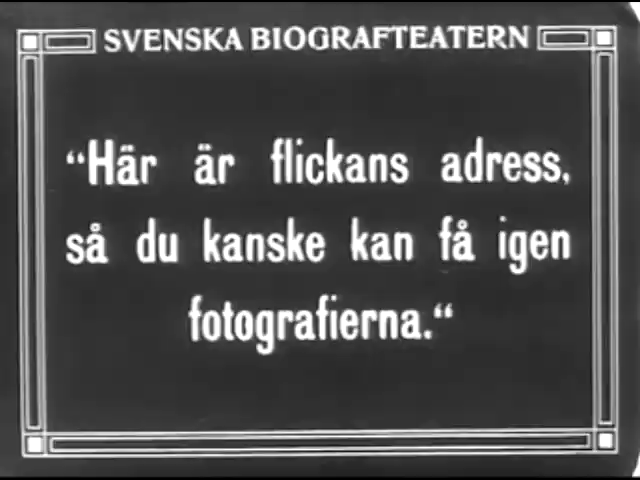 SVENSKA BIOGRAFTEATERN
“Här är flickans adress,
så du kanske kan få igen
fotografierna.“